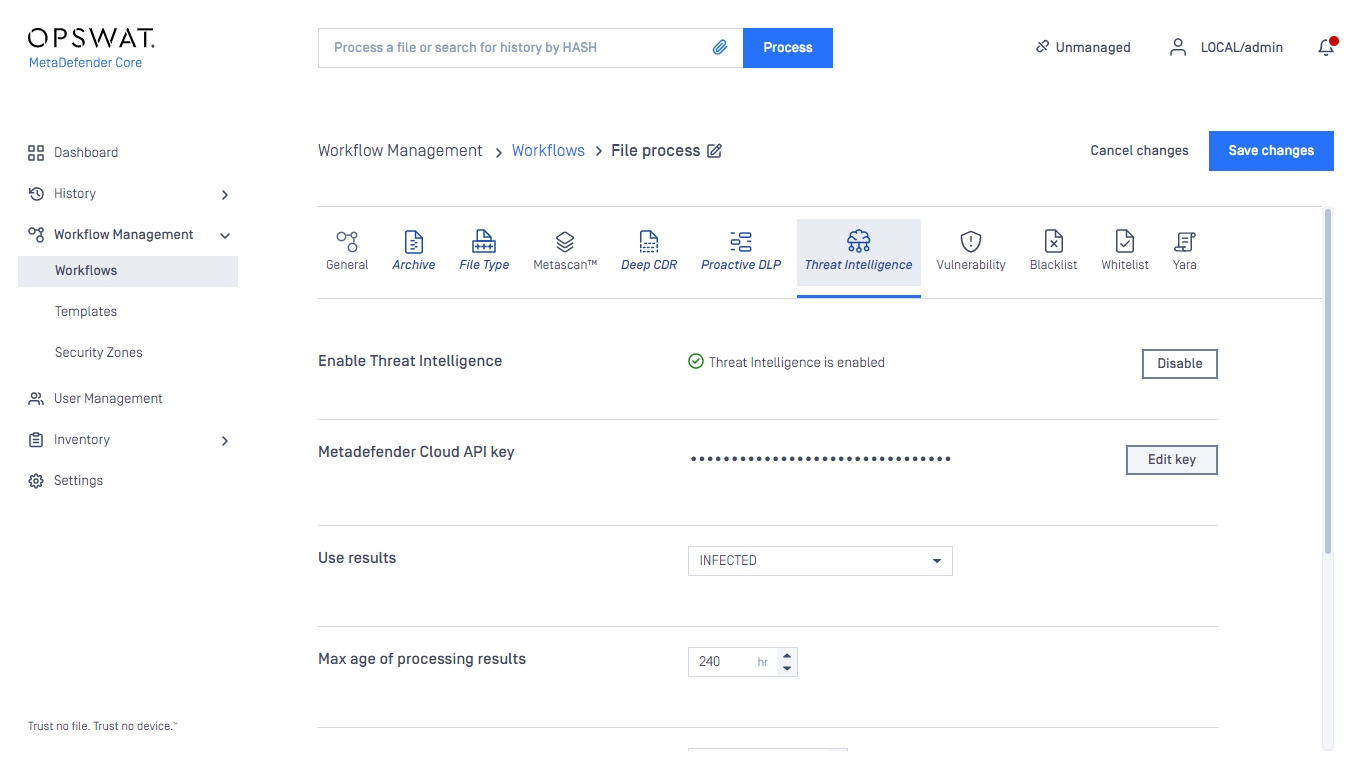 OPSWAT.
MetaDefender Core
Process a file or search for history by HASH
Process
Unmanaged
LOCAL/admin
Dashboard
History
Workflow Management
Workflows
Templates
Security Zones
User Management
Inventory
Settings
Trust no file. Trust no device.™
Workflow Management > Workflows > File process
Cancel changes
Save changes
General
Archive
File Type
Metascan™
Deep CDR
Proactive DLP
Threat Intelligence
Vulnerability
Blacklist
Whitelist
Yara
Enable Threat Intelligence
Threat Intelligence is enabled
Disable
Metadefender Cloud API key
••••••••••••••••••••••••••••••••
Edit key
Use results
INFECTED
Max age of processing results
240 hr